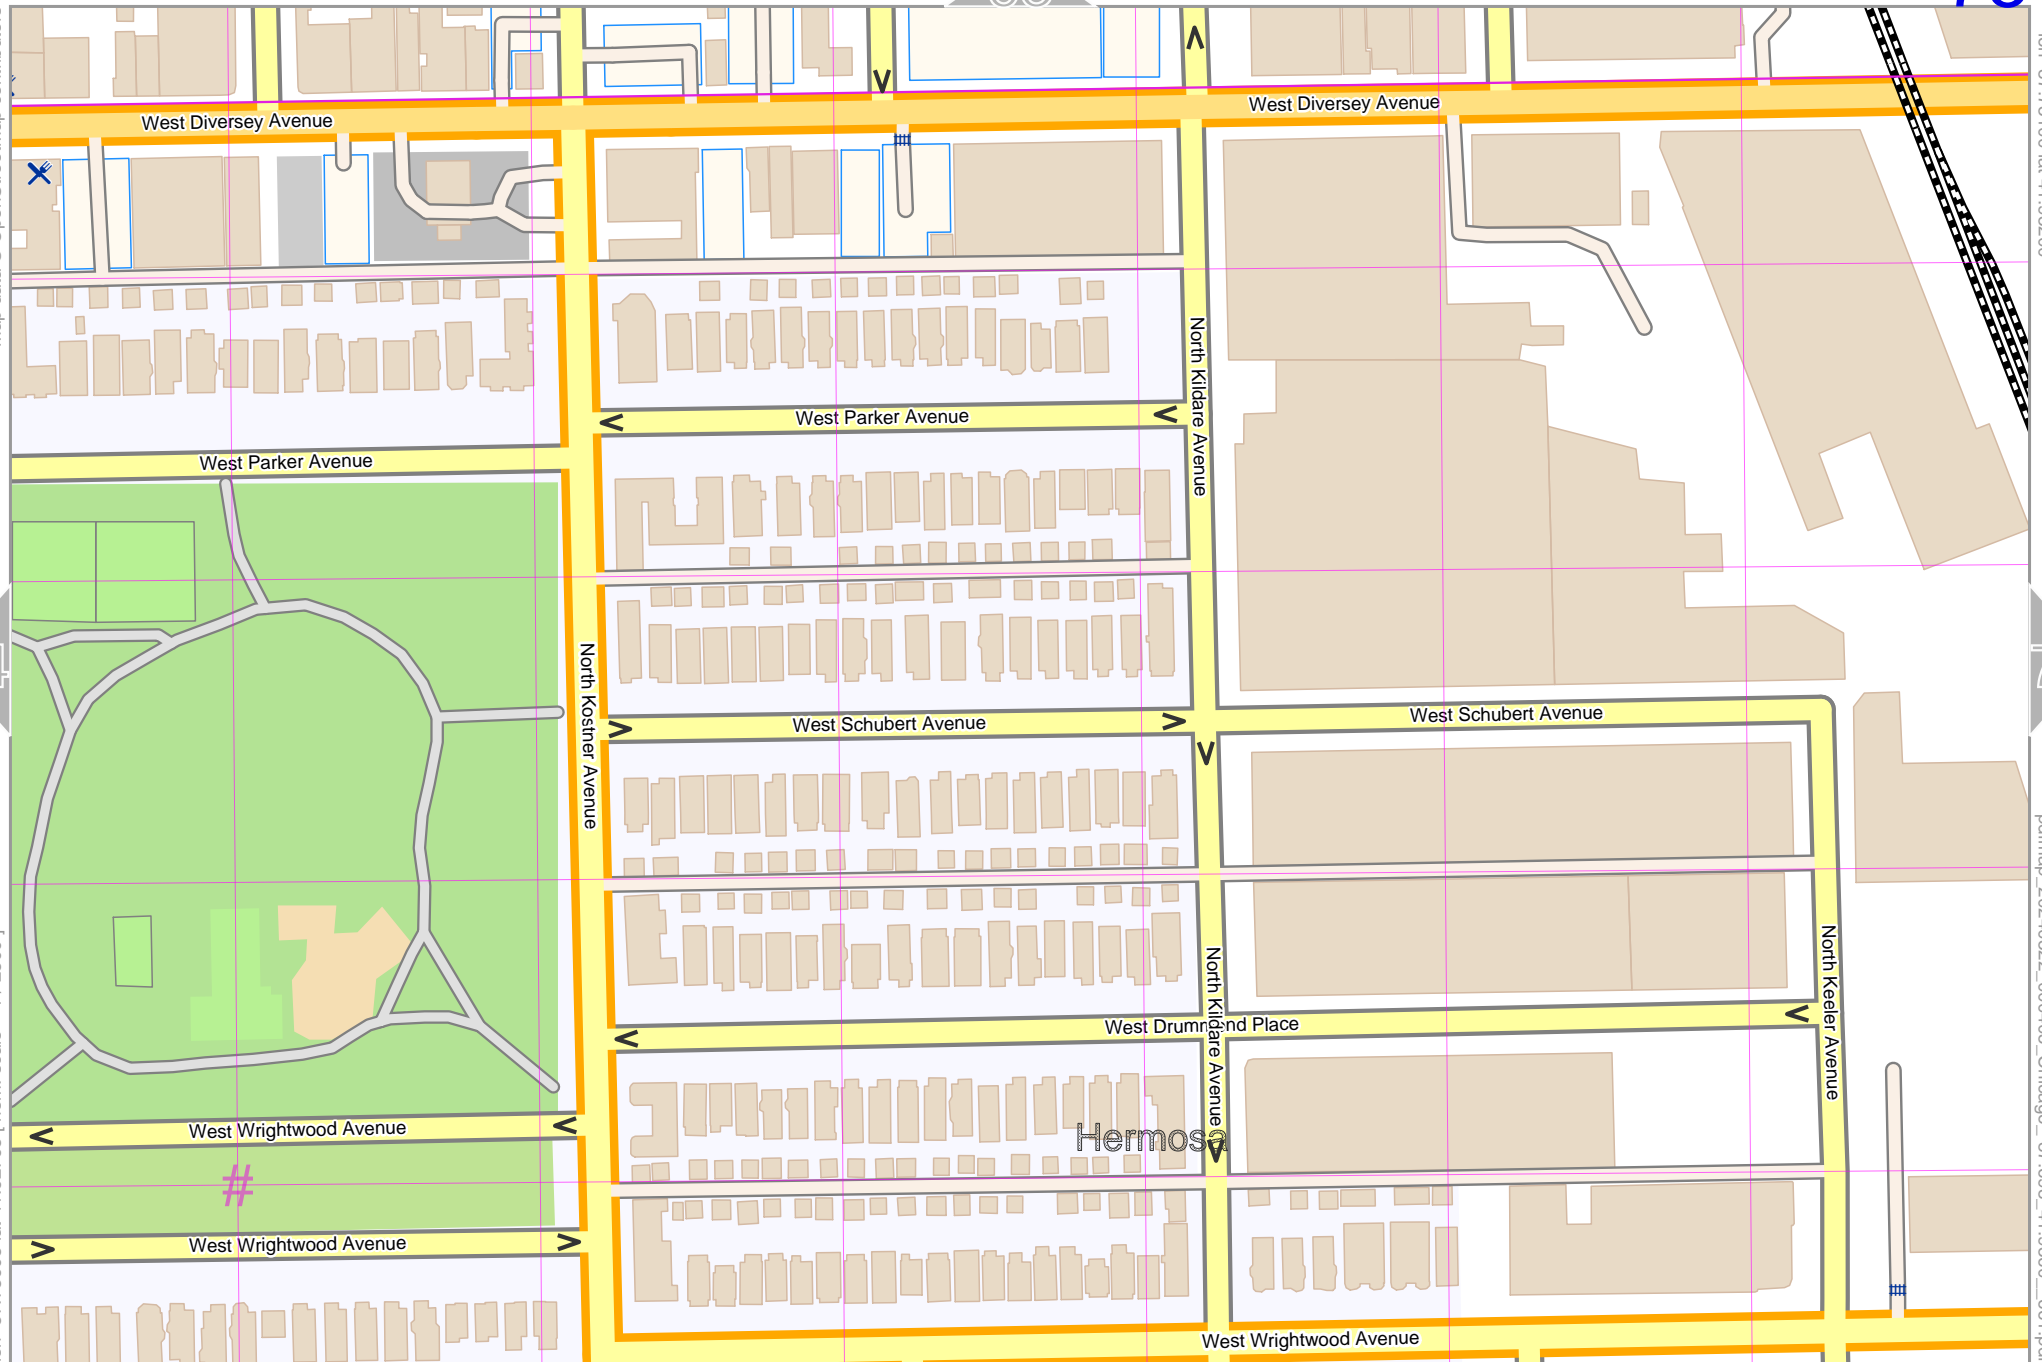 West Diversey Avenue
West Diversey Avenue
North Kildare Avenue
West Parker Avenue
West Parker Avenue
North Kostner Avenue
West Schubert Avenue
West Schubert Avenue
North Keeler Avenue
North Kildare Avenue
West Drummond Place
West Wrightwood Avenue
Hermosa
#
West Wrightwood Avenue
West Wrightwood Avenue